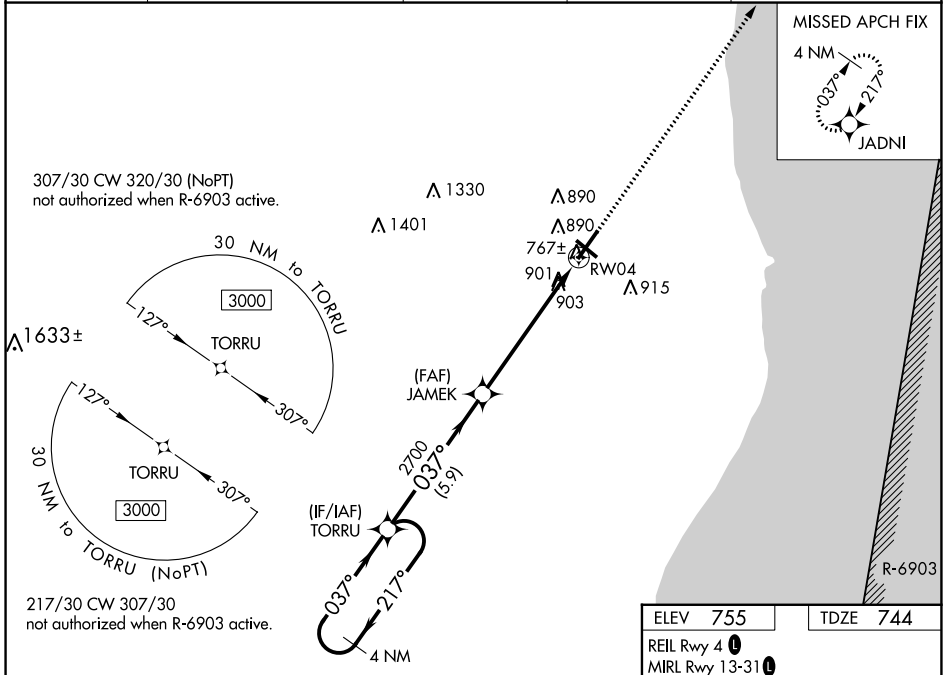 MISSED APCH FIX
4 NM
037°
217°
JADNI
307/30 CW 320/30 (NoPT)
not authorized when R-6903 active.
1330
890
1401
890
767±
RW04
901
903
915
30 NM to TORRU
3000
127°
TORRU
307°
1633±
127°
TORRU
307°
3000
30 NM to TORRU (NoPT)
(FAF)
JAMEK
2700
037°
(5.9)
(IF/IAF)
TORRU
037°
217°
4 NM
217/30 CW 307/30
not authorized when R-6903 active.
R-6903
ELEV 755
TDZE 744
REIL Rwy 4 L
MIRL Rwy 13-31 L